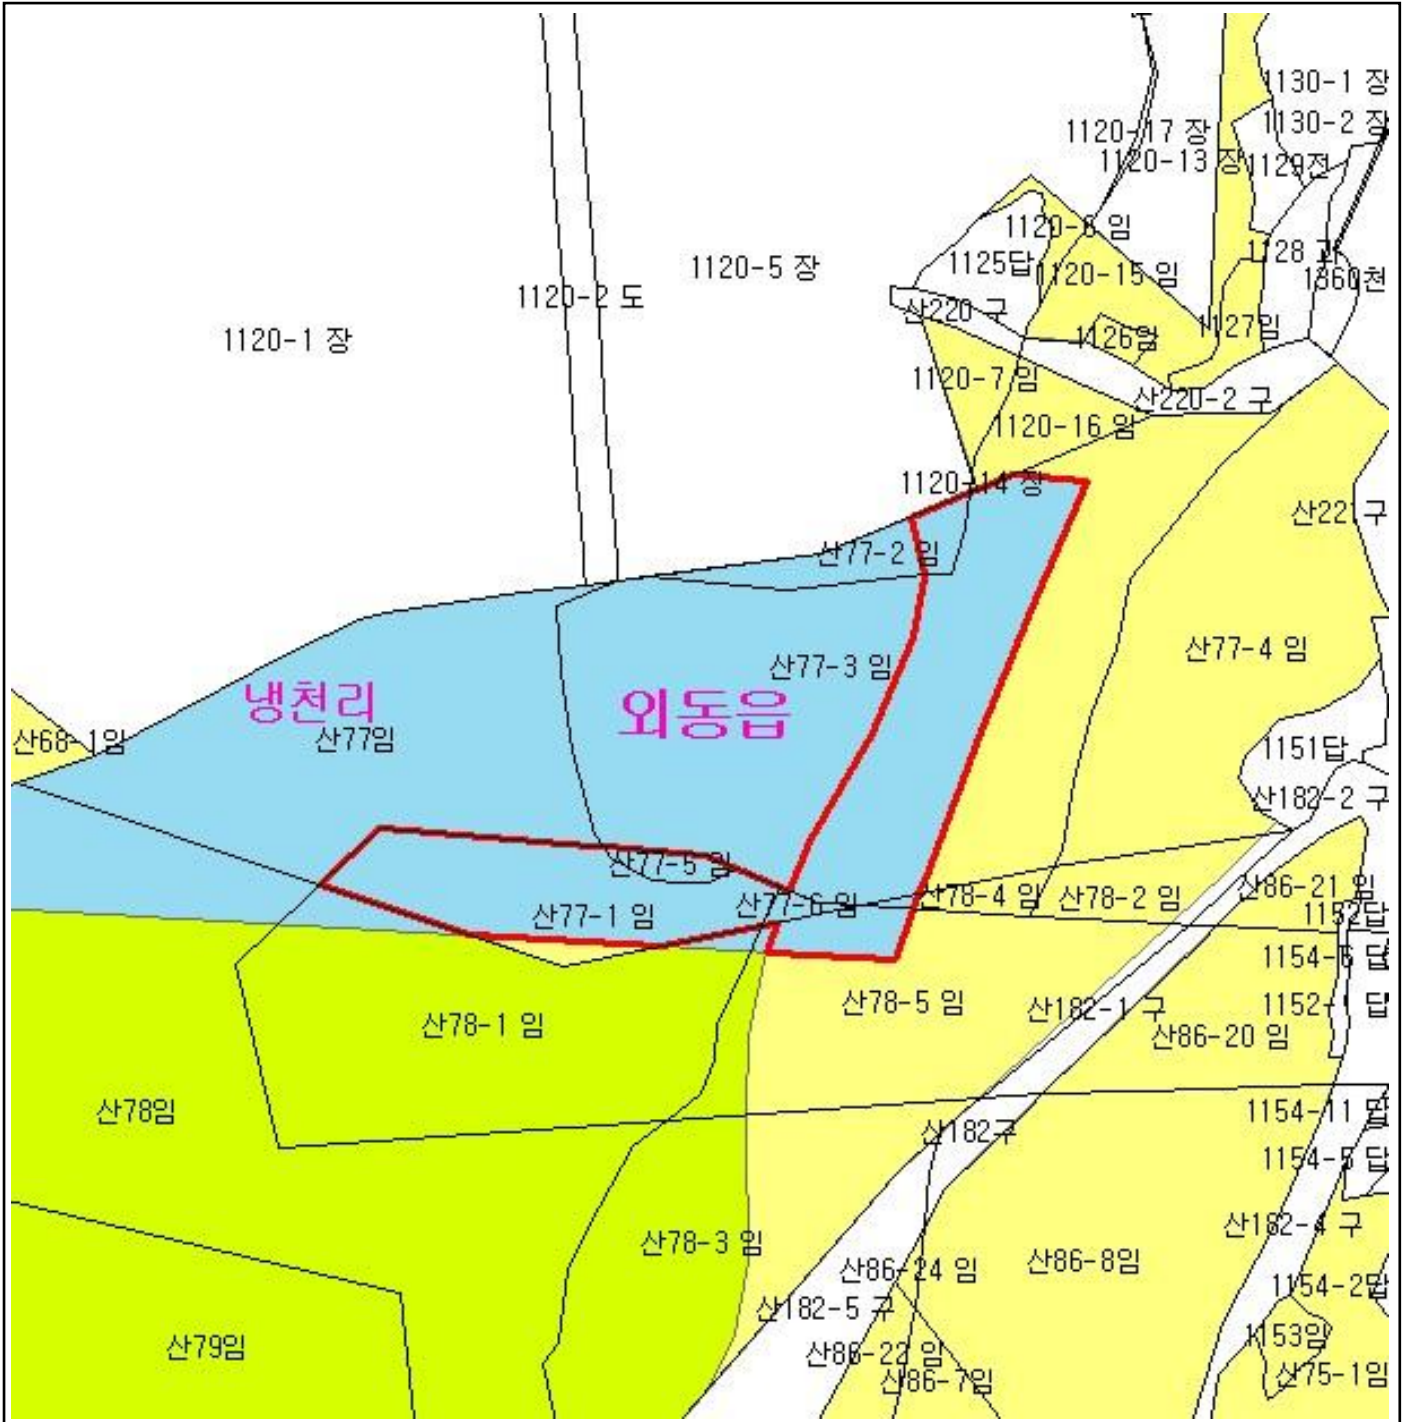 1130-1 장
1120-17 장
1130-2 장
1120-13 장
1129전
1120-6 임
1128 과
1125답
1120-15 임
1360천
1120-5 장
1120-2 도
산220 구
1127임
1120-1 장
1126임
1120-7 임
산220-2 구
1120-16 임
1120-14 장
산221구
산77-2 임
산77-4 임
산77-3 임
냉천리
외동읍
산68-1임
산77임
1151답
산182-2 구
산77-5 임
산86-21 임
산78-4 임
산78-2 임
산77-6 임
산77-1 임
1152답
1154-6 답
산78-5 임
산182-1 구
1152-1 답
산78-1 임
산86-20 임
산78임
1154-11 답
산182구
1154-5 답
산182-4 구
산78-3 임
산86-24 임
산86-8임
1154-2답
산182-5 구
1153임
산79임
산86-22 임
산86-7임
산75-1임